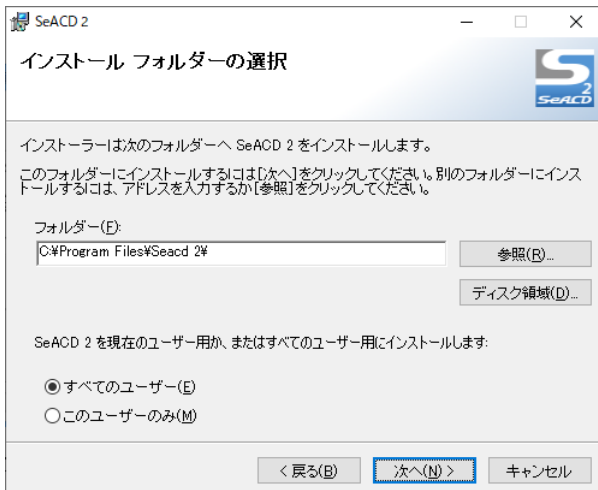 SeACD 2
インストール フォルダーの選択
S
2
SeACD
インストーラーは次のフォルダーへ SeACD 2 をインストールします。
このフォルダーにインストールするには[次へ]をクリックしてください。別のフォルダーにインス
トールするには、アドレスを入力するか[参照]をクリックしてください。
フォルダー(F):
C:¥Program Files¥Seacd 2¥
参照(R)...
ディスク領域(D)...
SeACD 2 を現在のユーザー用か、またはすべてのユーザー用にインストールします:
すべてのユーザー(E)
このユーザーのみ(M)
< 戻る(B)
次へ(N) >
キャンセル